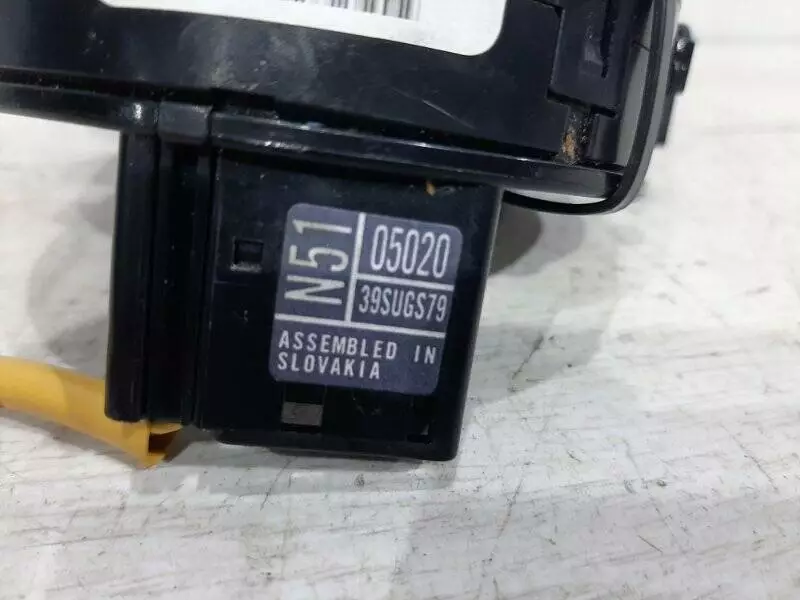 N51
05020
39SUGS79
ASSEMBLED IN
SLOVAKIA